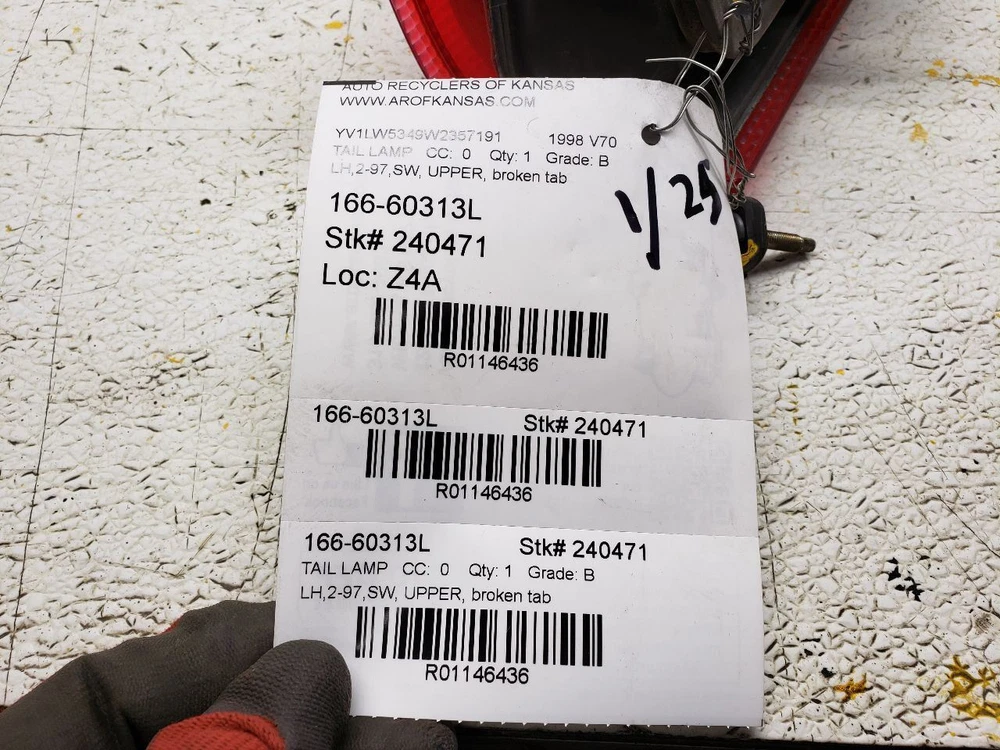 AUTO RECYCLERS OF KANSAS
WWW.AROFKANSAS.COM
YV1LW5349W2357191 1998 V70
TAIL LAMP CC: 0 Qty: 1 Grade: B
LH,2-97,SW, UPPER, broken tab
1/25
166-60313L
Stk# 240471
Loc: Z4A
R01146436
166-60313L Stk# 240471
R01146436
166-60313L Stk# 240471
TAIL LAMP CC: 0 Qty: 1 Grade: B
LH,2-97,SW, UPPER, broken tab
R01146436